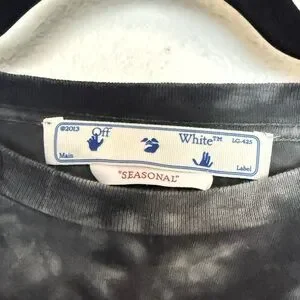 ©2013 Off White™ LG-425
Main Label
"SEASONAL"